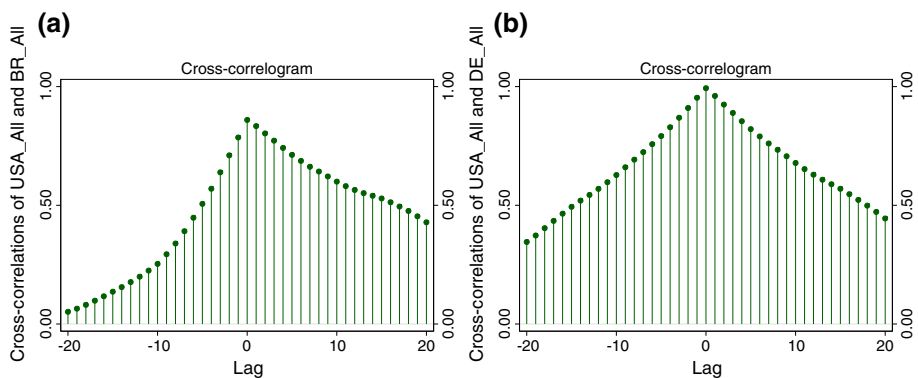 (a)
Cross-correlogram
Cross-correlations of USA_All and BR_All
1.00
0.50
0.00
1.00
0.50
0.00
-20 -10 0 10 20
Lag
(b)
Cross-correlogram
Cross-correlations of USA_All and DE_All
1.00
0.50
0.00
1.00
0.50
0.00
-20 -10 0 10 20
Lag